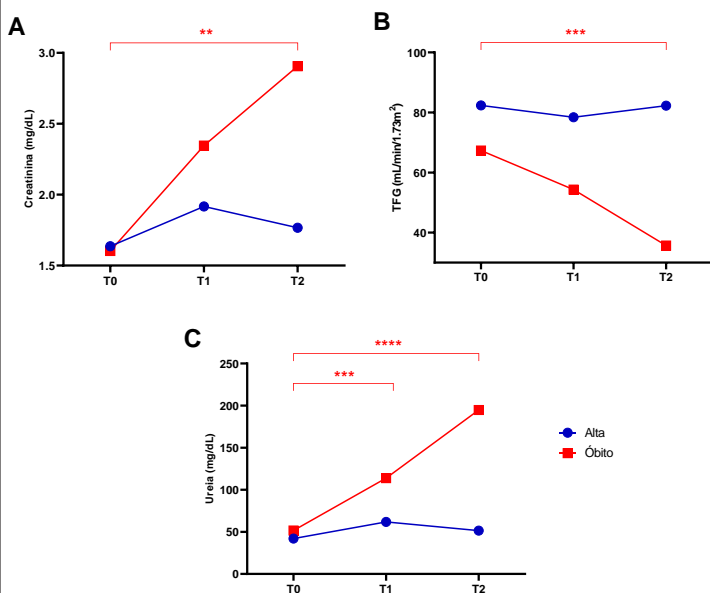 A
**
3.0
2.5
2.0
1.5
Creatinina (mg/dL)
T0 T1 T2
B
***
100
80
60
40
TFG (mL/min/1.73m²)
T0 T1 T2
C
****
***
250
200
150
100
50
0
Ureia (mg/dL)
T0 T1 T2
Alta
Óbito